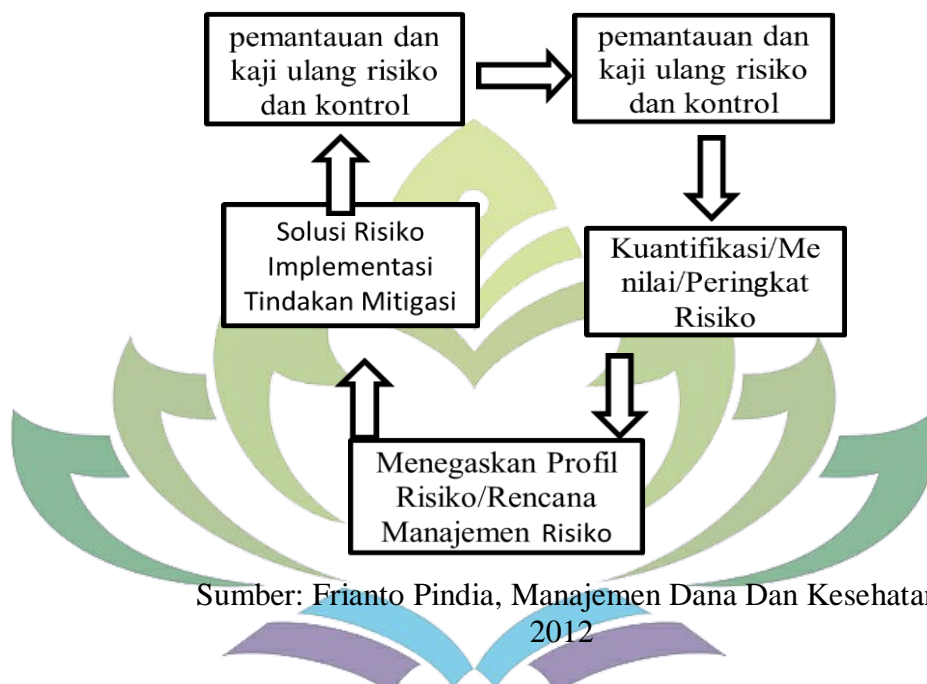 pemantauan dan
kaji ulang risiko
dan kontrol
pemantauan dan
kaji ulang risiko
dan kontrol
Solusi Risiko
Implementasi
Tindakan Mitigasi
Kuantifikasi/Me
nilai/Peringkat
Risiko
Menegaskan Profil
Risiko/Rencana
Manajemen Risiko
Sumber: Frianto Pindia, Manajemen Dana Dan Kesehatan
2012